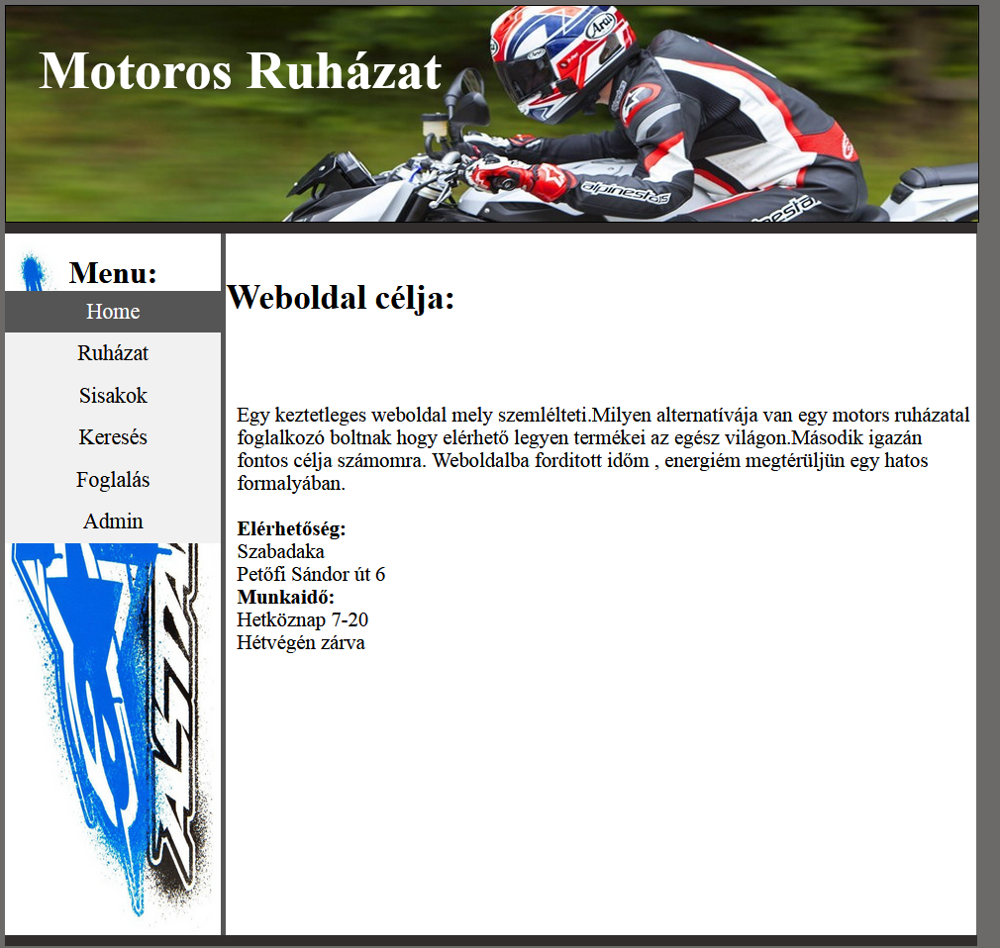 Motoros Ruházat
Arai
alpinestars
Menu:
Home
Ruházat
Sisakok
Keresés
Foglalás
Admin
Weboldal célja:
Egy keztetleges weboldal mely szemlélteti.Milyen alternatívája van egy motors ruházatal
foglalkozó boltnak hogy elérhető legyen termékei az egész világon.Második igazán
fontos célja számomra. Weboldalba forditott időm , energiém megtérüljün egy hatos
formalyában.
Elérhetőség:
Szabadaka
Petőfi Sándor út 6
Munkaidő:
Hetköznap 7-20
Hétvégén zárva